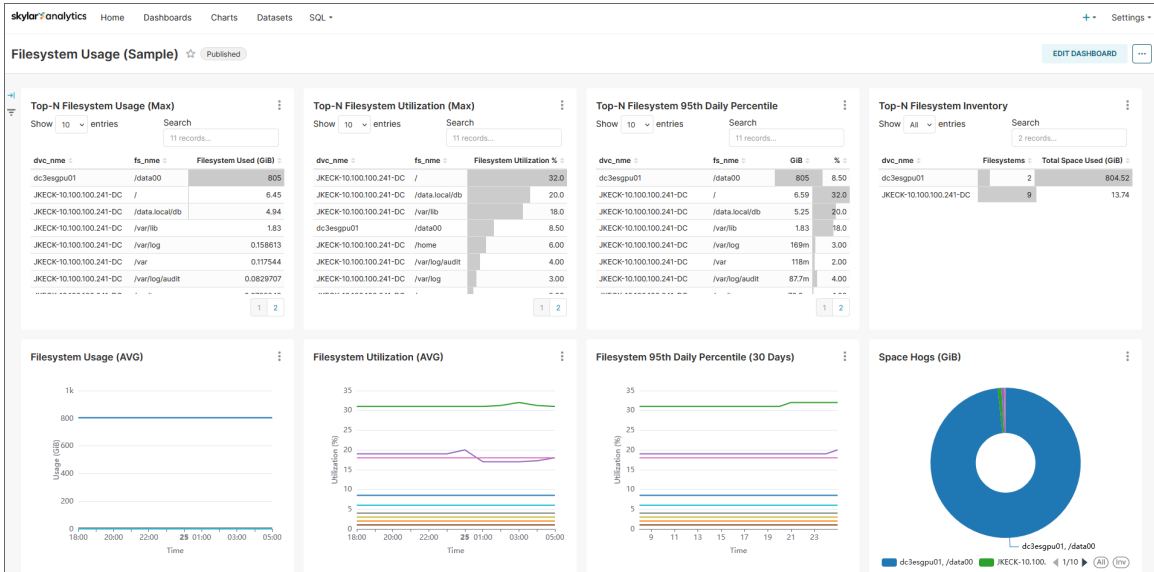 skylar analytics Home Dashboards Charts Datasets SQL Settings
Filesystem Usage (Sample) Published EDIT DASHBOARD
Top-N Filesystem Usage (Max)
Show 10 entries Search
11 records...
dvc_nme fs_nme Filesystem Used (GiB)
dc3esgpu01 /data00 805
JKECK-10.100.100.241-DC / 6.45
JKECK-10.100.100.241-DC /data.local/db 4.94
JKECK-10.100.100.241-DC /var/lib 1.83
JKECK-10.100.100.241-DC /var/log 0.158613
JKECK-10.100.100.241-DC /var 0.117544
JKECK-10.100.100.241-DC /var/log/audit 0.0829707
1 2
Top-N Filesystem Utilization (Max)
Show 10 entries Search
11 records...
dvc_nme fs_nme Filesystem Utilization %
JKECK-10.100.100.241-DC / 32.0
JKECK-10.100.100.241-DC /data.local/db 20.0
JKECK-10.100.100.241-DC /var/lib 18.0
dc3esgpu01 /data00 8.50
JKECK-10.100.100.241-DC /home 6.00
JKECK-10.100.100.241-DC /var/log/audit 4.00
JKECK-10.100.100.241-DC /var/log 3.00
1 2
Top-N Filesystem 95th Daily Percentile
Show 10 entries Search
11 records...
dvc_nme fs_nme GiB %
dc3esgpu01 /data00 805 8.50
JKECK-10.100.100.241-DC / 6.59 32.0
JKECK-10.100.100.241-DC /data.local/db 5.25 20.0
JKECK-10.100.100.241-DC /var/lib 1.83 18.0
JKECK-10.100.100.241-DC /var/log 169m 3.00
JKECK-10.100.100.241-DC /var 118m 2.00
JKECK-10.100.100.241-DC /var/log/audit 87.7m 4.00
1 2
Top-N Filesystem Inventory
Show All entries Search
2 records...
dvc_nme Filesystems Total Space Used (GiB)
dc3esgpu01 2 804.52
JKECK-10.100.100.241-DC 9 13.74
Filesystem Usage (AVG)
1k
800
600
400
200
0
Usage (GiB)
18:00 20:00 22:00 25 01:00 03:00 05:00
Time
Filesystem Utilization (AVG)
35
30
25
20
15
10
5
0
Utilization (%)
18:00 20:00 22:00 25 01:00 03:00 05:00
Time
Filesystem 95th Daily Percentile (30 Days)
35
30
25
20
15
10
5
0
Utilization (%)
9 11 13 15 17 19 21 23
Time
Space Hogs (GiB)
dc3esgpu01, /data00
dc3esgpu01, /data00 JKECK-10.100. 1/10 All Inv